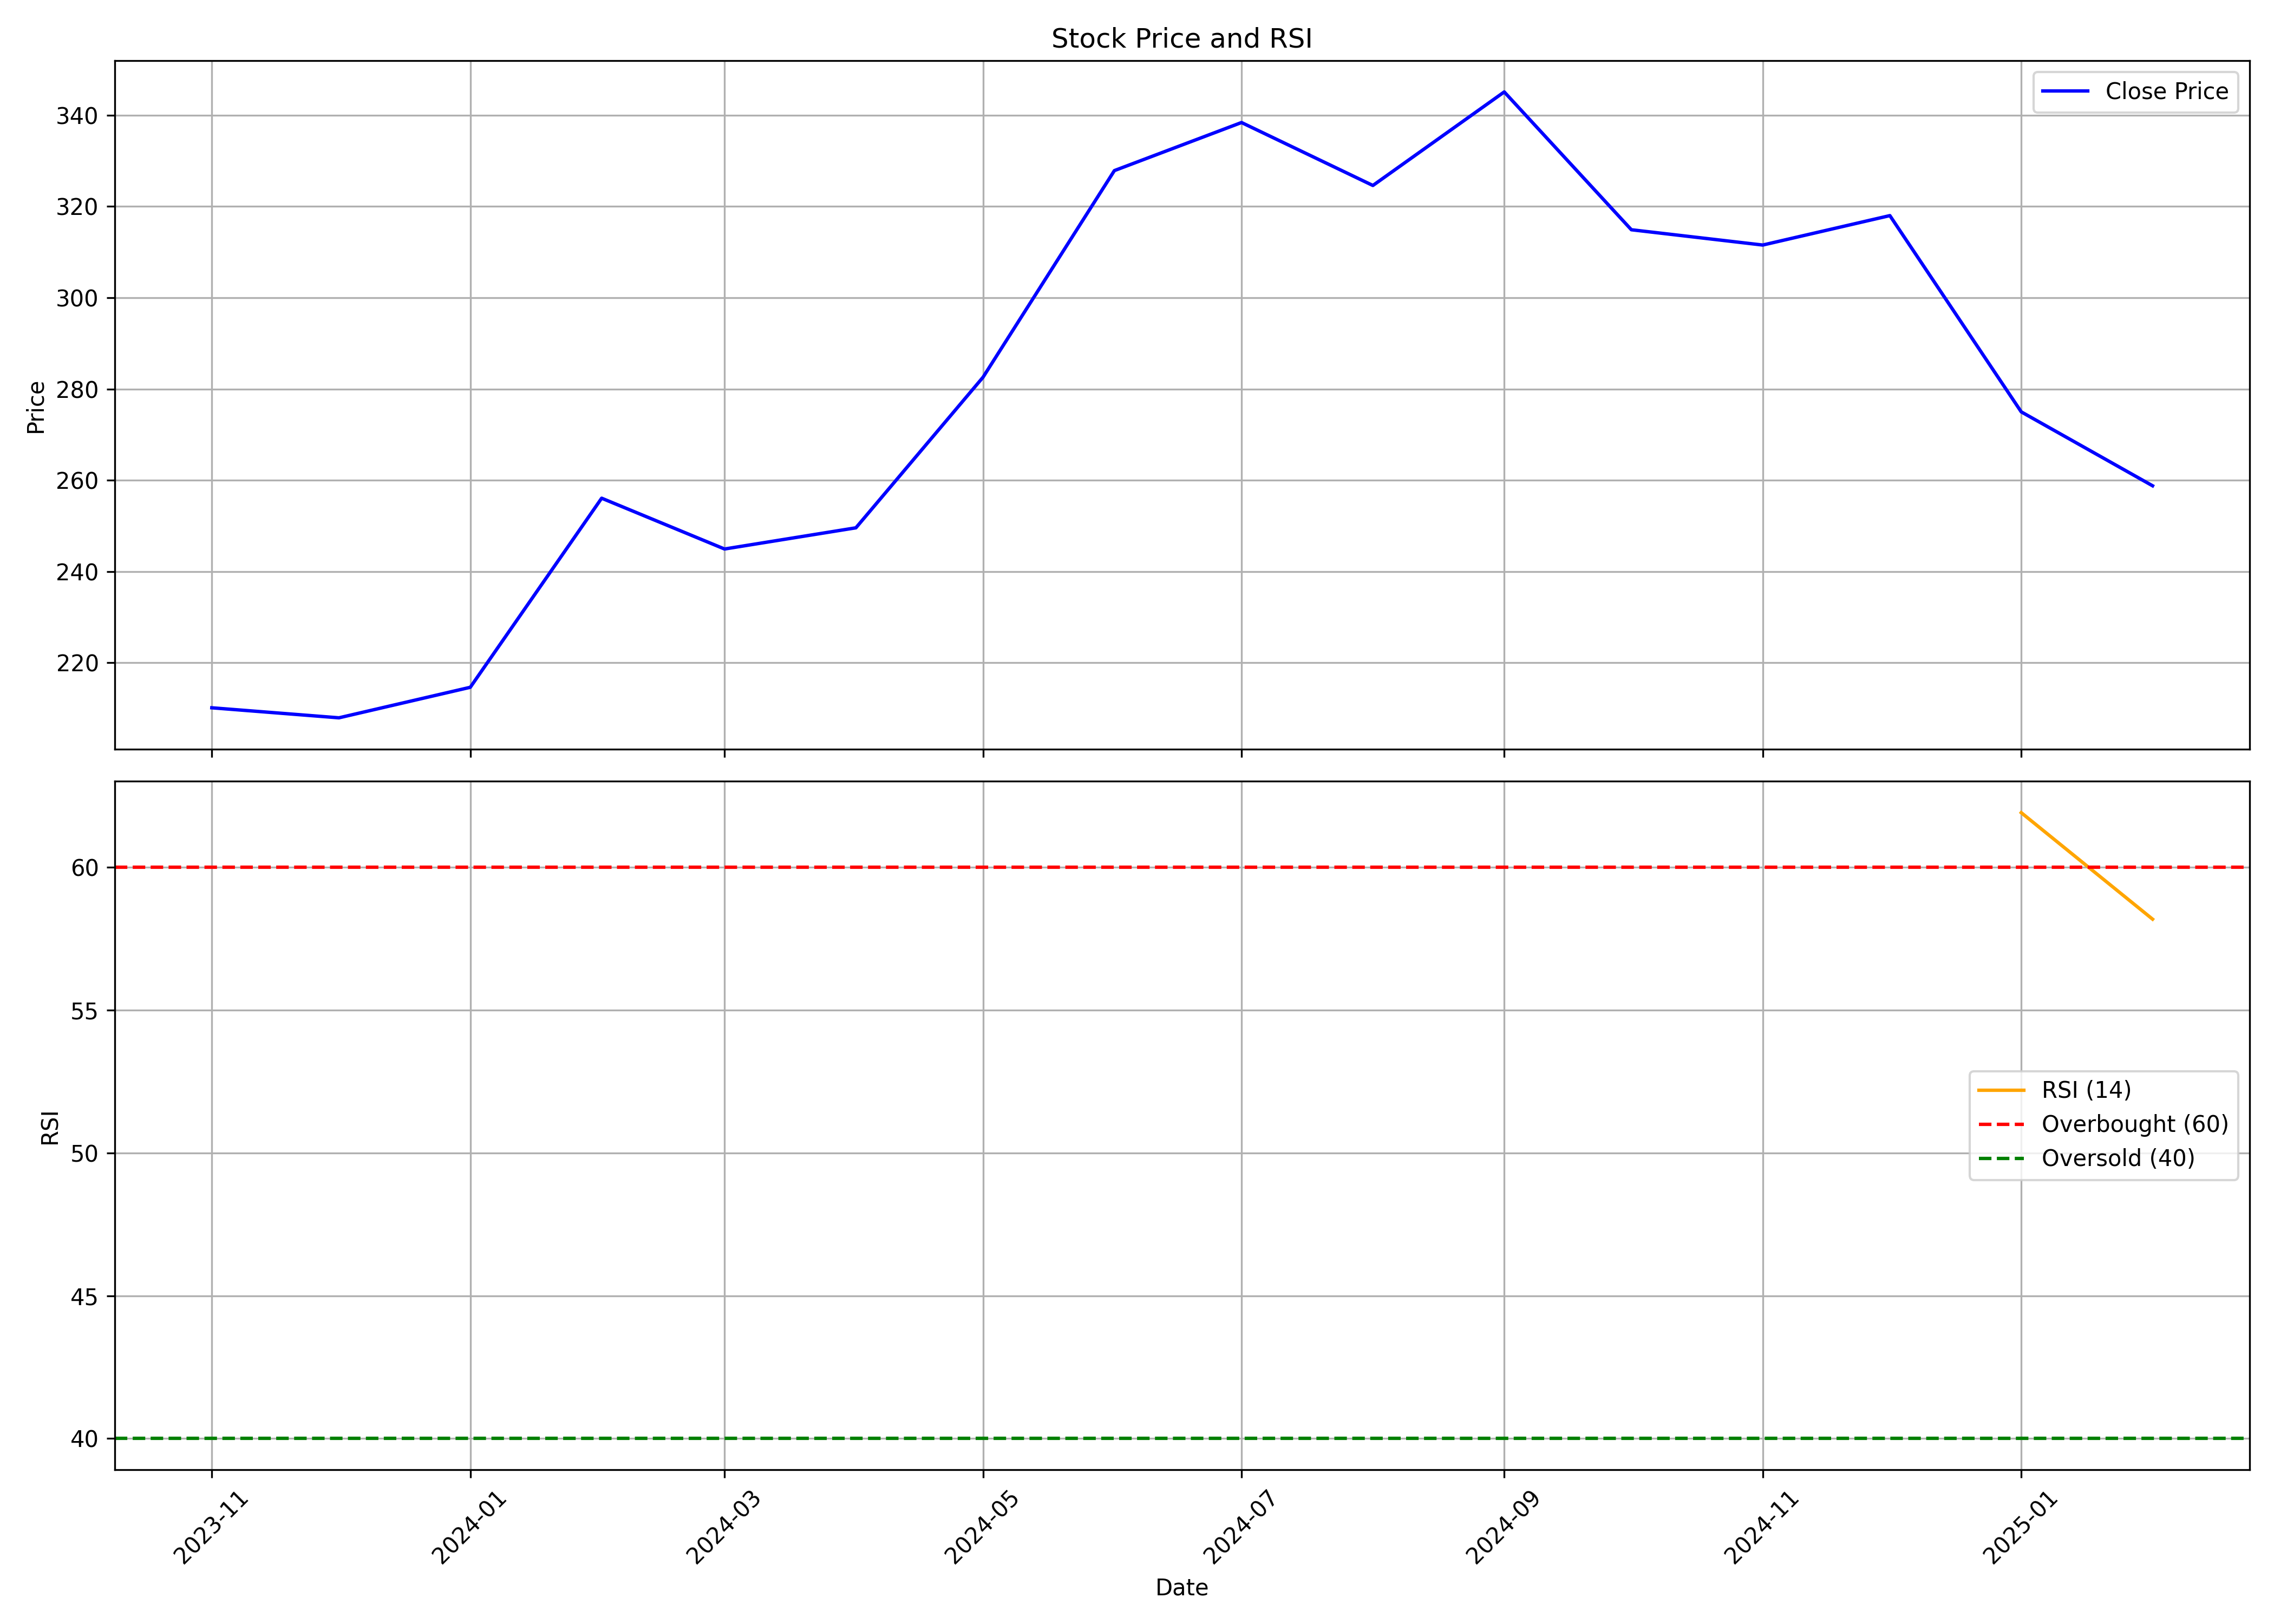 Stock Price and RSI
Close Price
340
320
300
280
260
240
220
Price
60
55
50
45
40
RSI
RSI (14)
Overbought (60)
Oversold (40)
2023-11
2024-01
2024-03
2024-05
2024-07
2024-09
2024-11
2025-01
Date